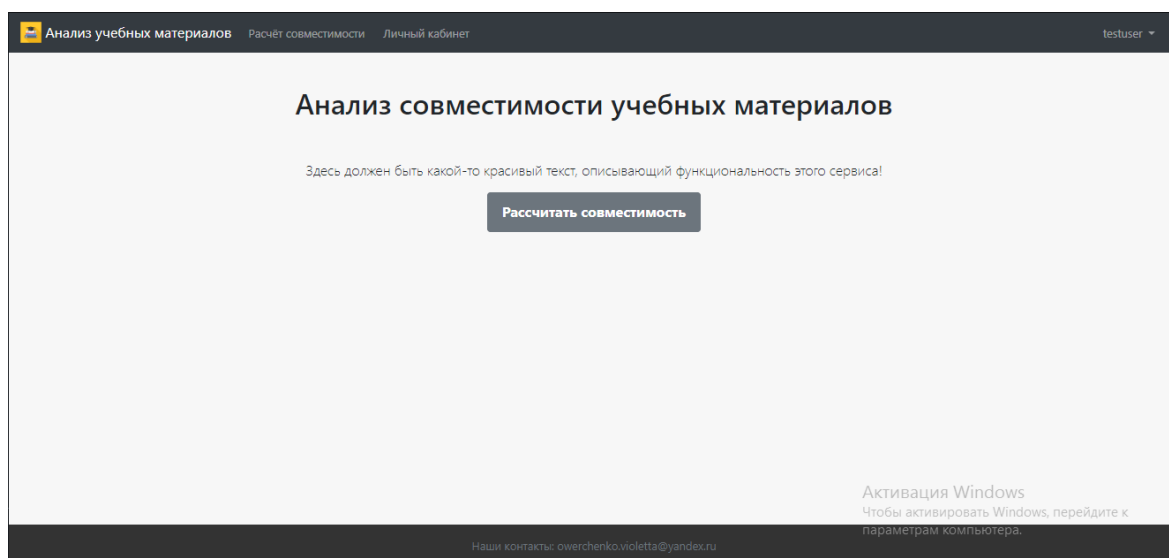 Анализ учебных материалов Расчёт совместимости Личный кабинет testuser
Анализ совместимости учебных материалов
Здесь должен быть какой-то красивый текст, описывающий функциональность этого сервиса!
Рассчитать совместимость
Активация Windows
Чтобы активировать Windows, перейдите к
параметрам компьютера.
Наши контакты: owerchenko.violetta@yandex.ru